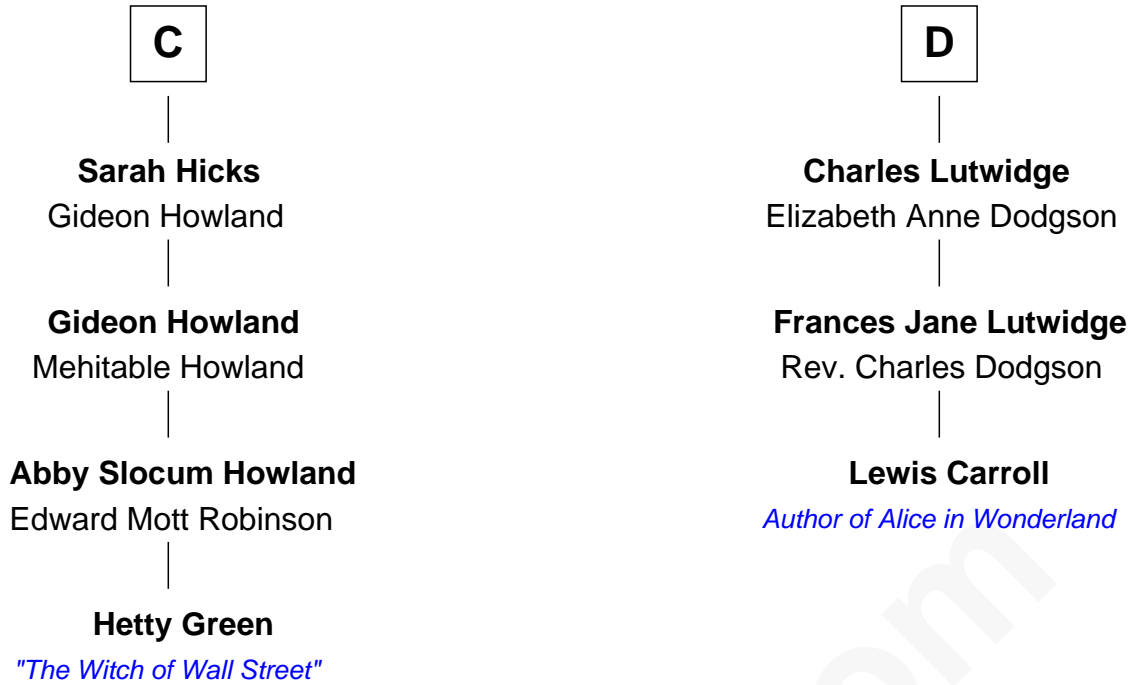 C
Sarah Hicks
Gideon Howland
Gideon Howland
Mehitable Howland
Abby Slocum Howland
Edward Mott Robinson
Hetty Green
"The Witch of Wall Street"
D
Charles Lutwidge
Elizabeth Anne Dodgson
Frances Jane Lutwidge
Rev. Charles Dodgson
Lewis Carroll
Author of Alice in Wonderland